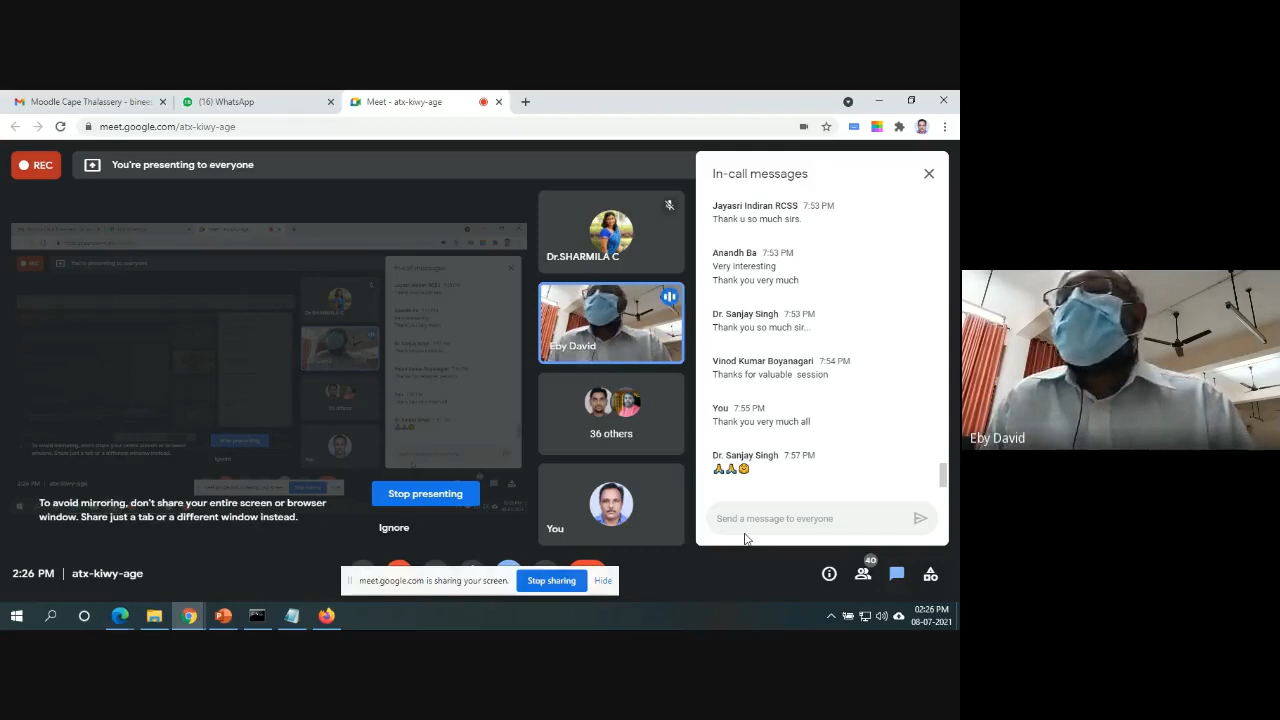 Moodle Cape Thalassery - binee
(16) WhatsApp
Meet - atx-kiwy-age
meet.google.com/atx-kiwy-age
REC
You're presenting to everyone
Dr.SHARMILA C
Eby David
36 others
You
To avoid mirroring, don't share your entire screen or browser
window. Share just a tab or a different window instead.
Stop presenting
Ignore
In-call messages
Jayasri Indiran RCSS 7:53 PM
Thank u so much sirs.
Anandh Ba 7:53 PM
Very interesting
Thank you very much
Dr. Sanjay Singh 7:53 PM
Thank you so much sir...
Vinod Kumar Boyanagari 7:54 PM
Thanks for valuable session
You 7:55 PM
Thank you very much all
Dr. Sanjay Singh 7:57 PM
🙏🙏😊
Send a message to everyone
2:26 PM | atx-kiwy-age
40
meet.google.com is sharing your screen.
Stop sharing
Hide
02:26 PM
08-07-2021
Eby David